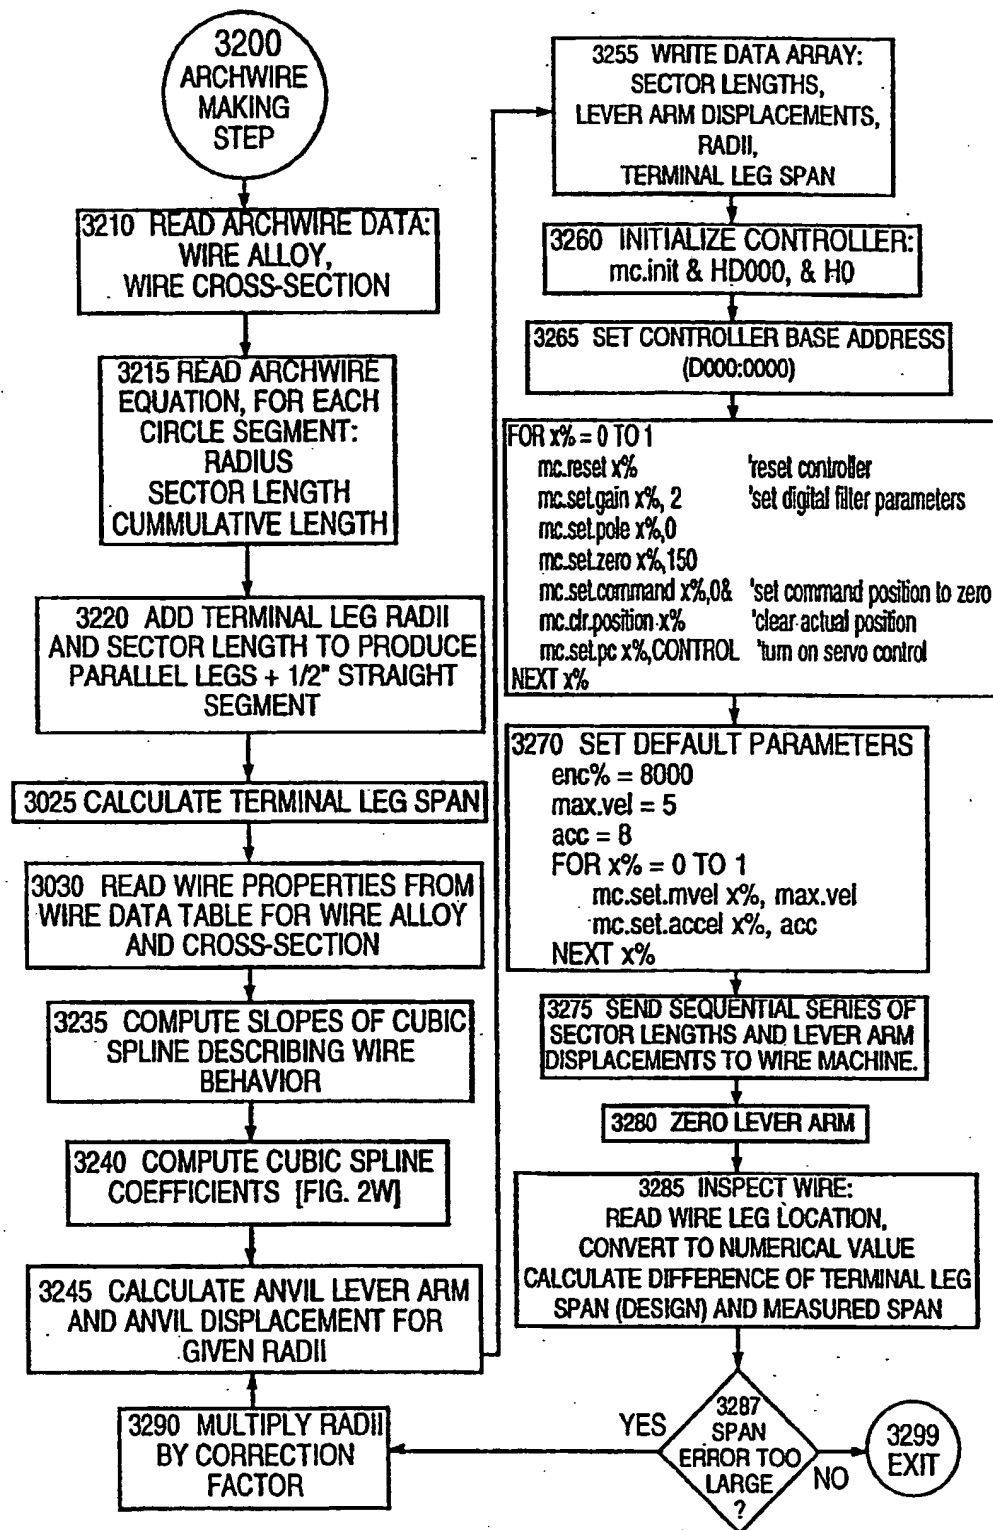 3200
ARCHWIRE
MAKING
STEP
3210 READ ARCHWIRE DATA:
WIRE ALLOY,
WIRE CROSS-SECTION
3215 READ ARCHWIRE
EQUATION, FOR EACH
CIRCLE SEGMENT:
RADIUS
SECTOR LENGTH
CUMMULATIVE LENGTH
3220 ADD TERMINAL LEG RADII
AND SECTOR LENGTH TO PRODUCE
PARALLEL LEGS + 1/2" STRAIGHT
SEGMENT
3025 CALCULATE TERMINAL LEG SPAN
3030 READ WIRE PROPERTIES FROM
WIRE DATA TABLE FOR WIRE ALLOY
AND CROSS-SECTION
3235 COMPUTE SLOPES OF CUBIC
SPLINE DESCRIBING WIRE
BEHAVIOR
3240 COMPUTE CUBIC SPLINE
COEFFICIENTS [FIG. 2W]
3245 CALCULATE ANVIL LEVER ARM
AND ANVIL DISPLACEMENT FOR
GIVEN RADII
3290 MULTIPLY RADII
BY CORRECTION
FACTOR
3255 WRITE DATA ARRAY:
SECTOR LENGTHS,
LEVER ARM DISPLACEMENTS,
RADII,
TERMINAL LEG SPAN
3260 INITIALIZE CONTROLLER:
mc.init & HD000, & H0
3265 SET CONTROLLER BASE ADDRESS
(D000:0000)
FOR x% = 0 TO 1
mc.reset x% 'reset controller
mc.set.gain x%, 2 'set digital filter parameters
mc.set.pole x%,0
mc.set.zero x%,150
mc.set.command x%,0& 'set command position to zero
mc.clr.position x% 'clear actual position
mc.set.pc x%,CONTROL 'turn on servo control
NEXT x%
3270 SET DEFAULT PARAMETERS
enc% = 8000
max.vel = 5
acc = 8
FOR x% = 0 TO 1
mc.set.mvel x%, max.vel
mc.set.accel x%, acc
NEXT x%
3275 SEND SEQUENTIAL SERIES OF
SECTOR LENGTHS AND LEVER ARM
DISPLACEMENTS TO WIRE MACHINE.
3280 ZERO LEVER ARM
3285 INSPECT WIRE:
READ WIRE LEG LOCATION,
CONVERT TO NUMERICAL VALUE
CALCULATE DIFFERENCE OF TERMINAL LEG
SPAN (DESIGN) AND MEASURED SPAN
3287
SPAN
ERROR TOO
LARGE
?
YES
NO
3299
EXIT